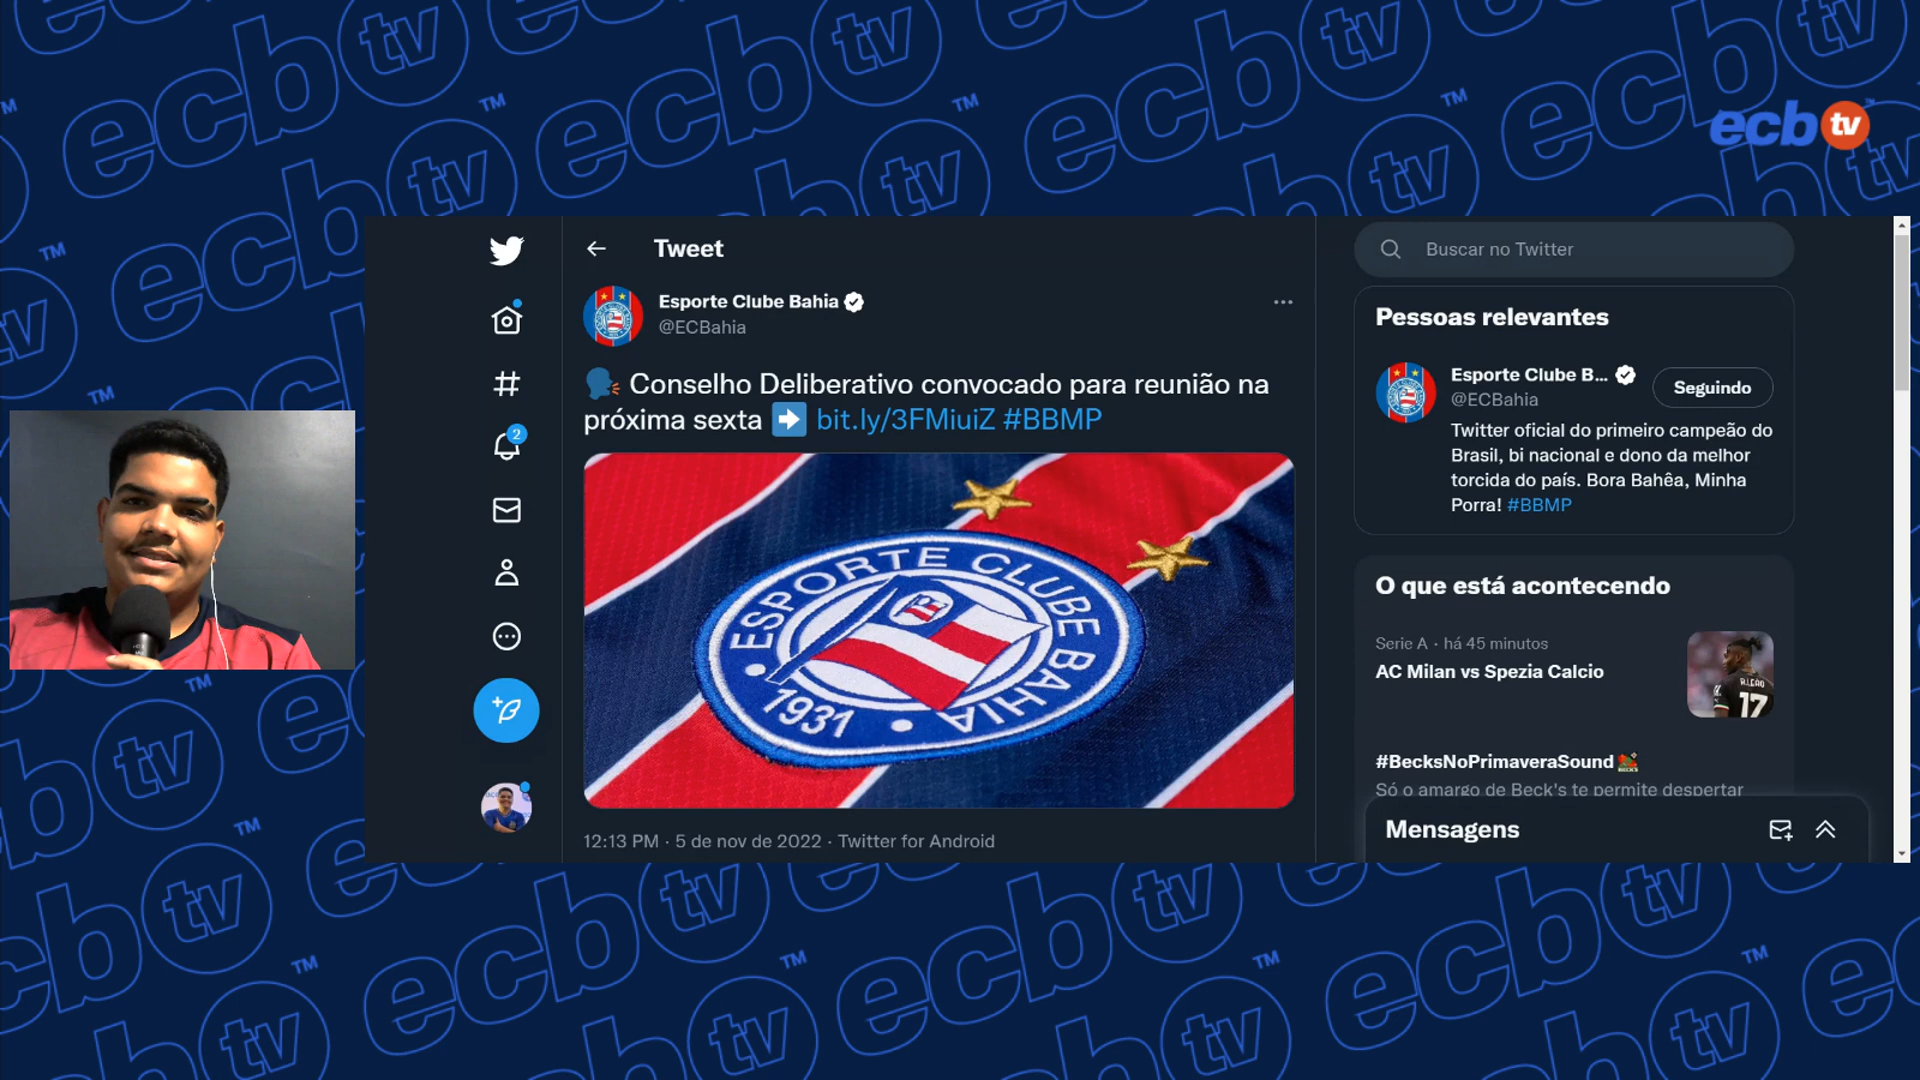 ecb tv
Tweet
Esporte Clube Bahia
@ECBahia
🗣 Conselho Deliberativo convocado para reunião na
próxima sexta ➡ bit.ly/3FMiuiZ #BBMP
ESPORTE CLUBE BAHIA
1931
12:13 PM · 5 de nov de 2022 · Twitter for Android
2
Buscar no Twitter
Pessoas relevantes
Esporte Clube B...
@ECBahia
Seguindo
Twitter oficial do primeiro campeão do
Brasil, bi nacional e dono da melhor
torcida do país. Bora Bahêa, Minha
Porra! #BBMP
O que está acontecendo
Serie A · há 45 minutos
AC Milan vs Spezia Calcio
R.LEAO
17
#BecksNoPrimaveraSound
Só o amargo de Beck's te permite despertar
Mensagens